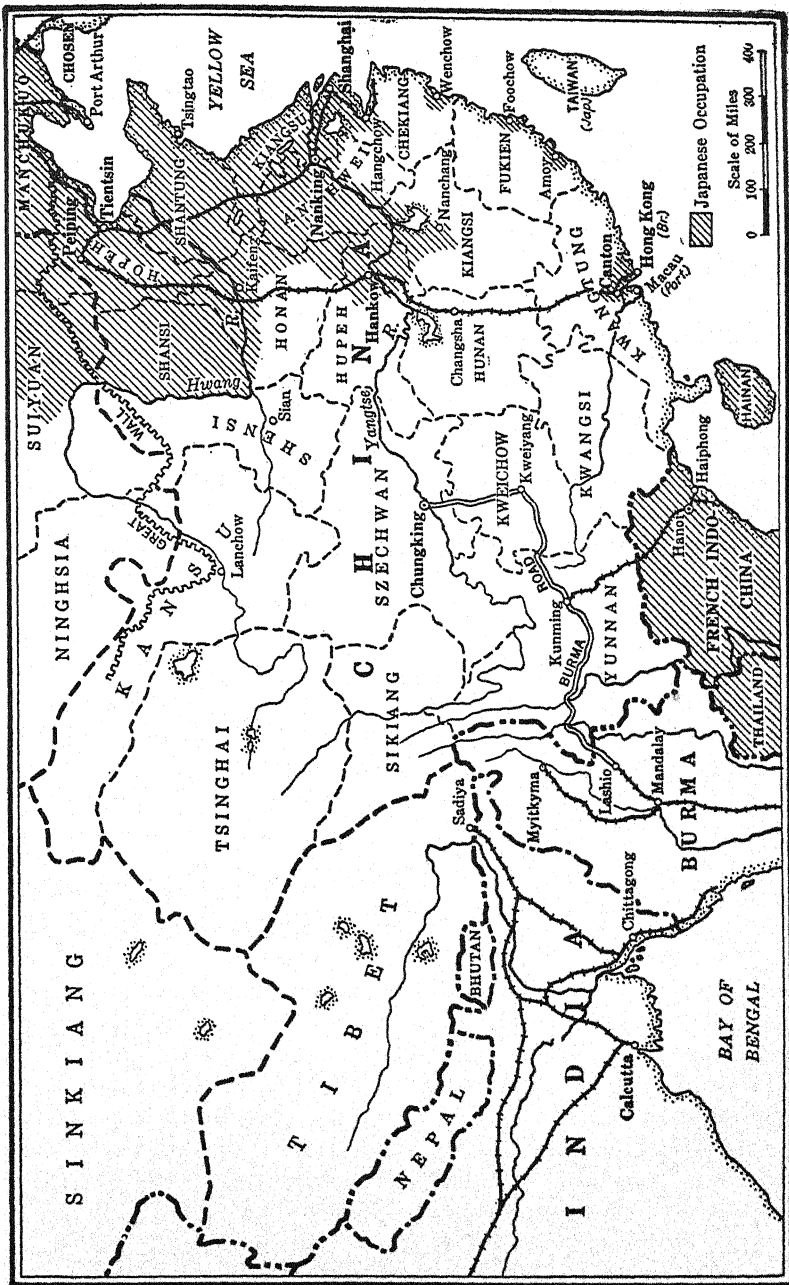 MANCHUKUO
CHOSEN
Port Arthur
SUIYUAN
Peiping
Tientsin
HOPEH
SHANTUNG
Tsingtao
YELLOW
SEA
NINGHSIA
GREAT
WALL
SHANSI
SINKIANG
KANSU
Lanchow
Hwang
R.
Kaifeng
KIANGSU
SHENSI
Sian
HONAN
TSINGHAI
ANHWEI
Nanking
Shanghai
HUPEH
Hankow
Hangchow
CHEKIANG
CHINA
SIKIANG
SZECHWAN
Yangtse
R.
Chungking
TIBET
Changsha
HUNAN
Nanchang
KIANGSI
Wenchow
NEPAL
BHUTAN
Sadiya
KWEICHOW
Kweiyang
FUKIEN
Foochow
Amoy
TAIWAN
(Jap)
BURMA
ROAD
Kunming
YUNNAN
KWANGSI
KWANGTUNG
Canton
Hong Kong
(Br.)
Macau
(Port)
INDIA
Myitkyma
Lashio
Mandalay
BURMA
Chittagong
Calcutta
BAY OF
BENGAL
Hanoi
Haiphong
HAINAN
FRENCH INDO-
CHINA
THAILAND
Japanese Occupation
Scale of Miles
0 100 200 300 400